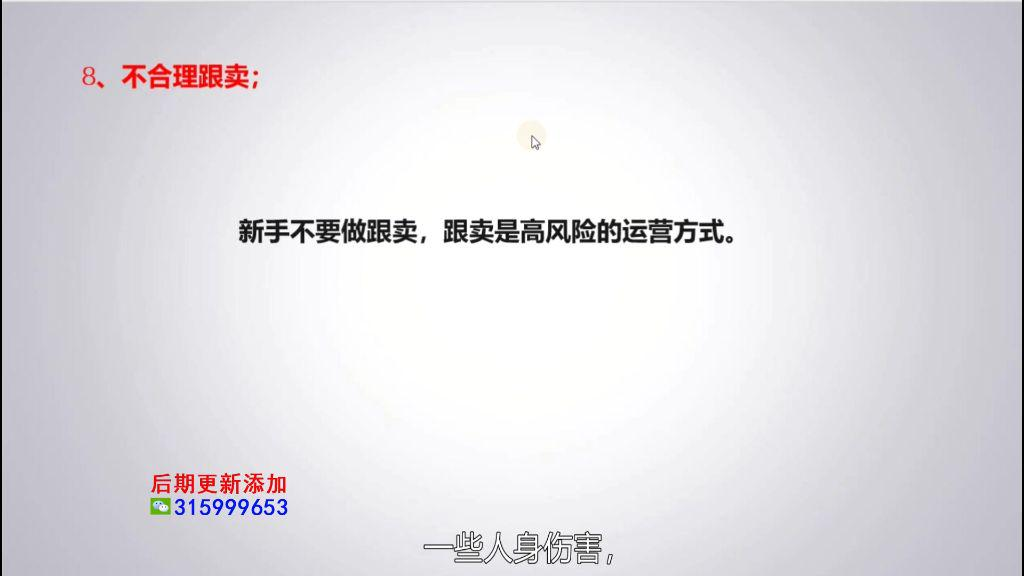 8、不合理跟卖；
新手不要做跟卖，跟卖是高风险的运营方式。
后期更新添加
315999653
一些人身伤害，